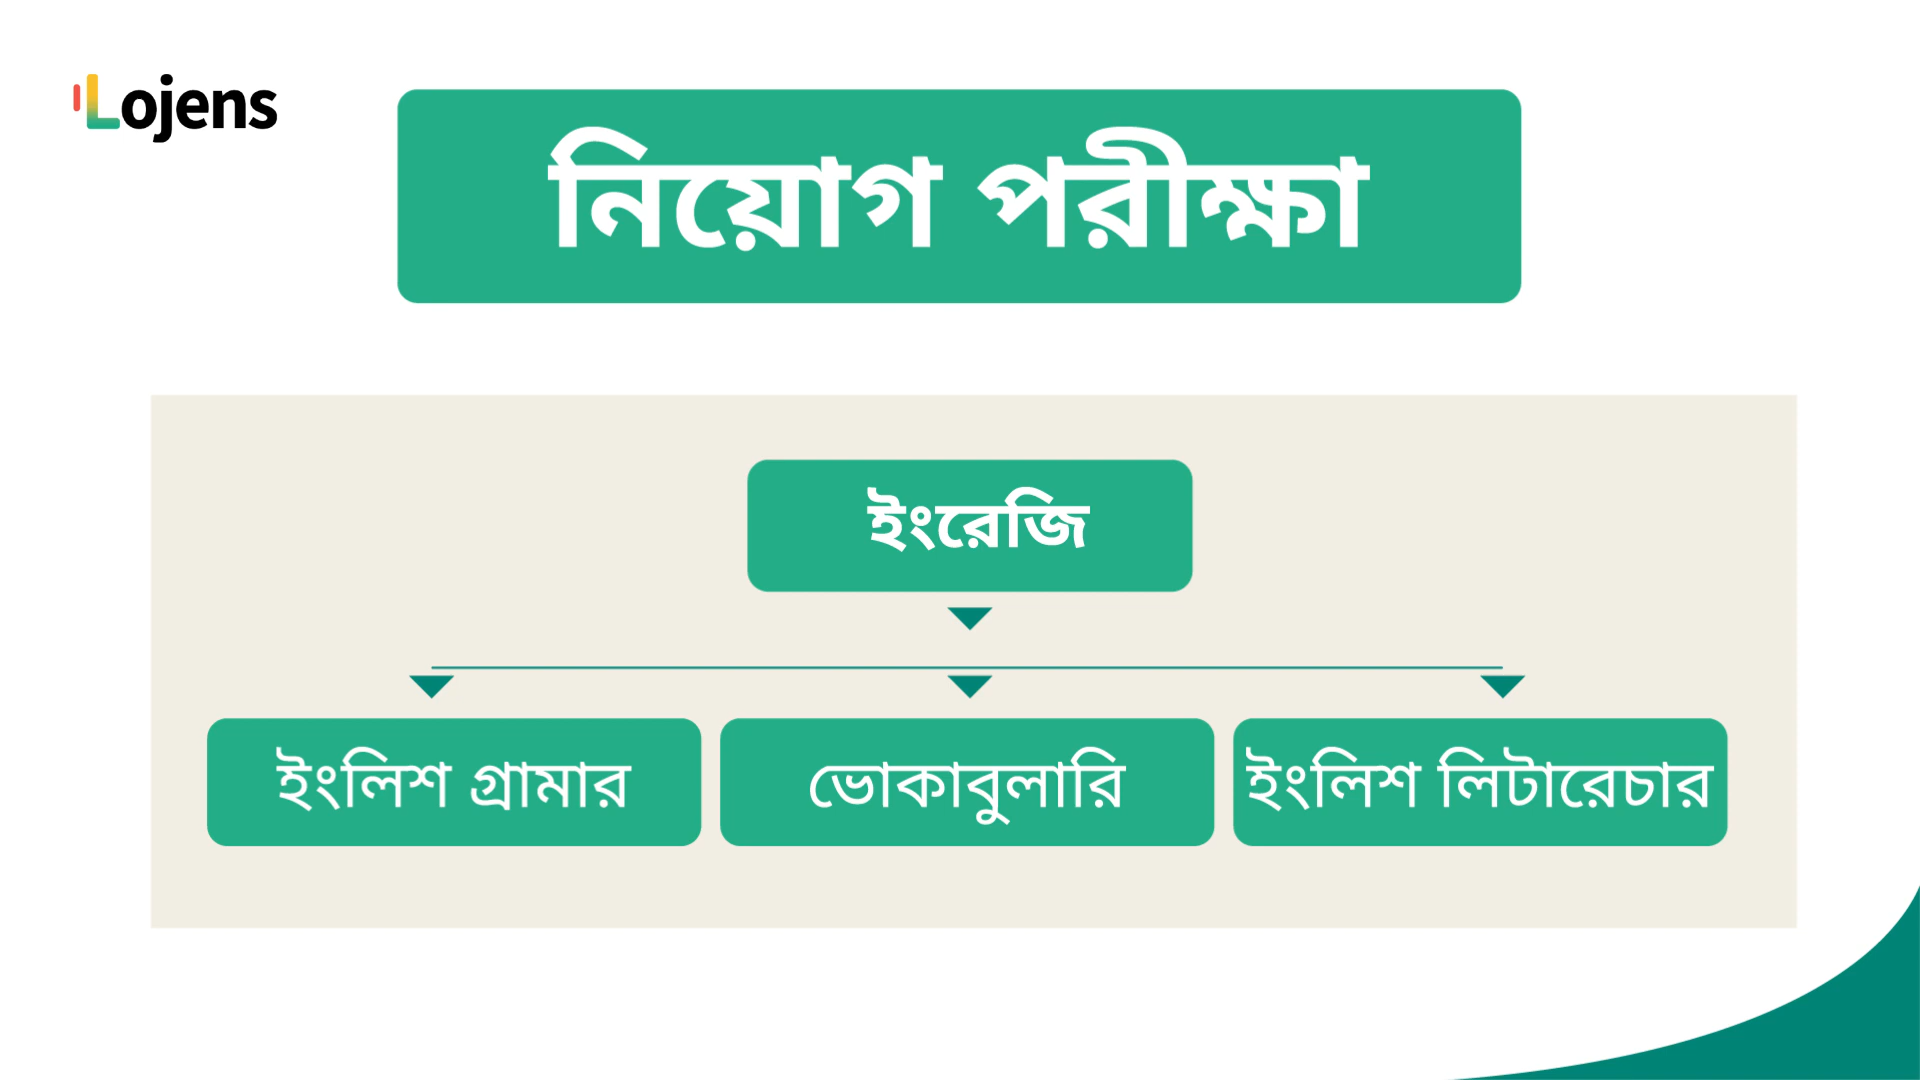 Lojens
নিয়োগ পরীক্ষা
ইংরেজি
ইংলিশ গ্রামার
ভোকাবুলারি
ইংলিশ লিটারেচার